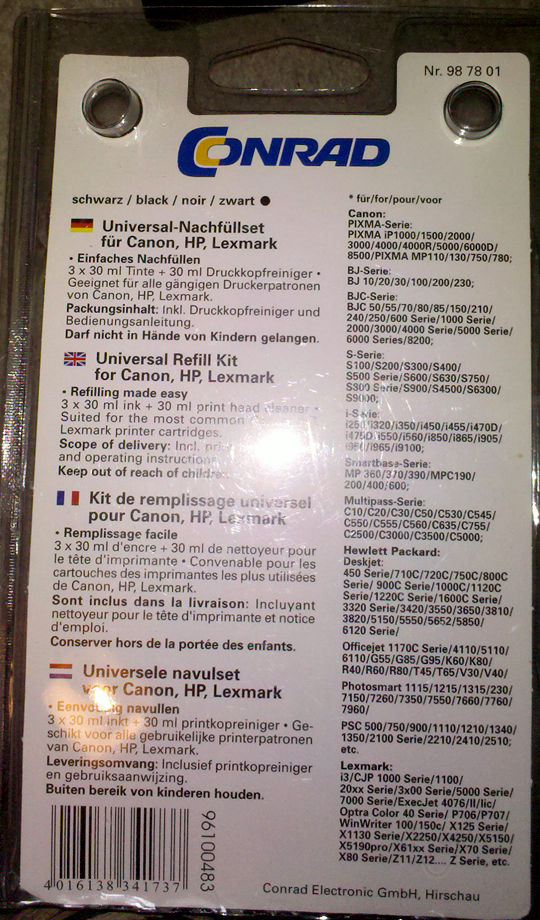 Nr. 98 78 01
CONRAD
schwarz / black / noir / zwart ●
Universal-Nachfüllset
für Canon, HP, Lexmark
• Einfaches Nachfüllen
3 x 30 ml Tinte + 30 ml Druckkopfreiniger •
Geeignet für alle gängigen Druckerpatronen
von Canon, HP, Lexmark.
Packungsinhalt: Inkl. Druckkopfreiniger und
Bedienungsanleitung.
Darf nicht in Hände von Kindern gelangen.
Universal Refill Kit
for Canon, HP, Lexmark
• Refilling made easy
3 x 30 ml ink + 30 ml print head cleaner •
Suited for the most common
Lexmark printer cartridges.
Scope of delivery: Incl.
and operating instruction
Keep out of reach of children
Kit de remplissage universel
pour Canon, HP, Lexmark
• Remplissage facile
3 x 30 ml d'encre + 30 ml de nettoyeur pour
le tête d'imprimante • Convenable pour les
cartouches des imprimantes les plus utilisées
de Canon, HP, Lexmark.
Sont inclus dans la livraison: Incluyant
nettoyeur pour le tête d'imprimante et notice
d'emploi.
Conserver hors de la portée des enfants.
Universele navulset
voor Canon, HP, Lexmark
• Eenvoudig navullen
3 x 30 ml inkt + 30 ml printkopreiniger • Ge-
schikt voor alle gebruikelijke printerpatronen
van Canon, HP, Lexmark.
Leveringsomvang: Inclusief printkopreiniger
en gebruiksaanwijzing.
Buiten bereik von kinderen houden.
4 016138 341737
96100483
* für/for/pour/voor
Canon:
PIXMA-Serie:
PIXMA iP1000/1500/2000/
3000/4000/4000R/5000/6000D/
8500/PIXMA MP110/130/750/780;
BJ-Serie:
BJ 10/20/30/100/200/230;
BJC-Serie:
BJC 50/55/70/80/85/150/210/
240/250/600 Serie/1000 Serie/
2000/3000/4000 Serie/5000 Serie/
6000 Series/8200;
S-Serie:
S100/S200/S300/S400/
S500 Serie/S600/S630/S750/
S800 Serie/S900/S4500/S6300/
S9000;
i-Serie:
i250/i320/i350/i450/i455/i470D/
i475D/i550/i560/i850/i865/i905/
i950/i965/i9100;
Smartbase-Serie:
MP 360/370/390/MPC190/
200/400/600;
Multipass-Serie:
C10/C20/C30/C50/C530/C545/
C550/C555/C560/C635/C755/
C2500/C3000/C3500/C5000;
Hewlett Packard:
Deskjet:
450 Serie/710C/720C/750C/800C
Serie/ 900C Serie/1000C/1120C
Serie/1220C Serie/1600C Serie/
3320 Serie/3420/3550/3650/3810/
3820/5150/5550/5652/5850/
6120 Serie/
Officejet 1170C Serie/4110/5110/
6110/G55/G85/G95/K60/K80/
R40/R60/R80/T45/T65/V30/V40/
Photosmart 1115/1215/1315/230/
7150/7260/7350/7550/7660/7760/
7960/
PSC 500/750/900/1110/1210/1340/
1350/2100 Serie/2210/2410/2510;
etc.
Lexmark:
i3/CJP 1000 Serie/1100/
20xx Serie/3x00 Serie/5000 Serie/
7000 Serie/ExecJet 4076/II/IIc/
Optra Color 40 Serie/ P706/P707/
WinWriter 100/150c/ X125 Serie/
X1130 Serie/X2250/X4250/X5150/
X5190pro/X61xx Serie/X70 Serie/
X80 Serie/Z11/Z12.... Z Serie, etc.
Conrad Electronic GmbH, Hirschau